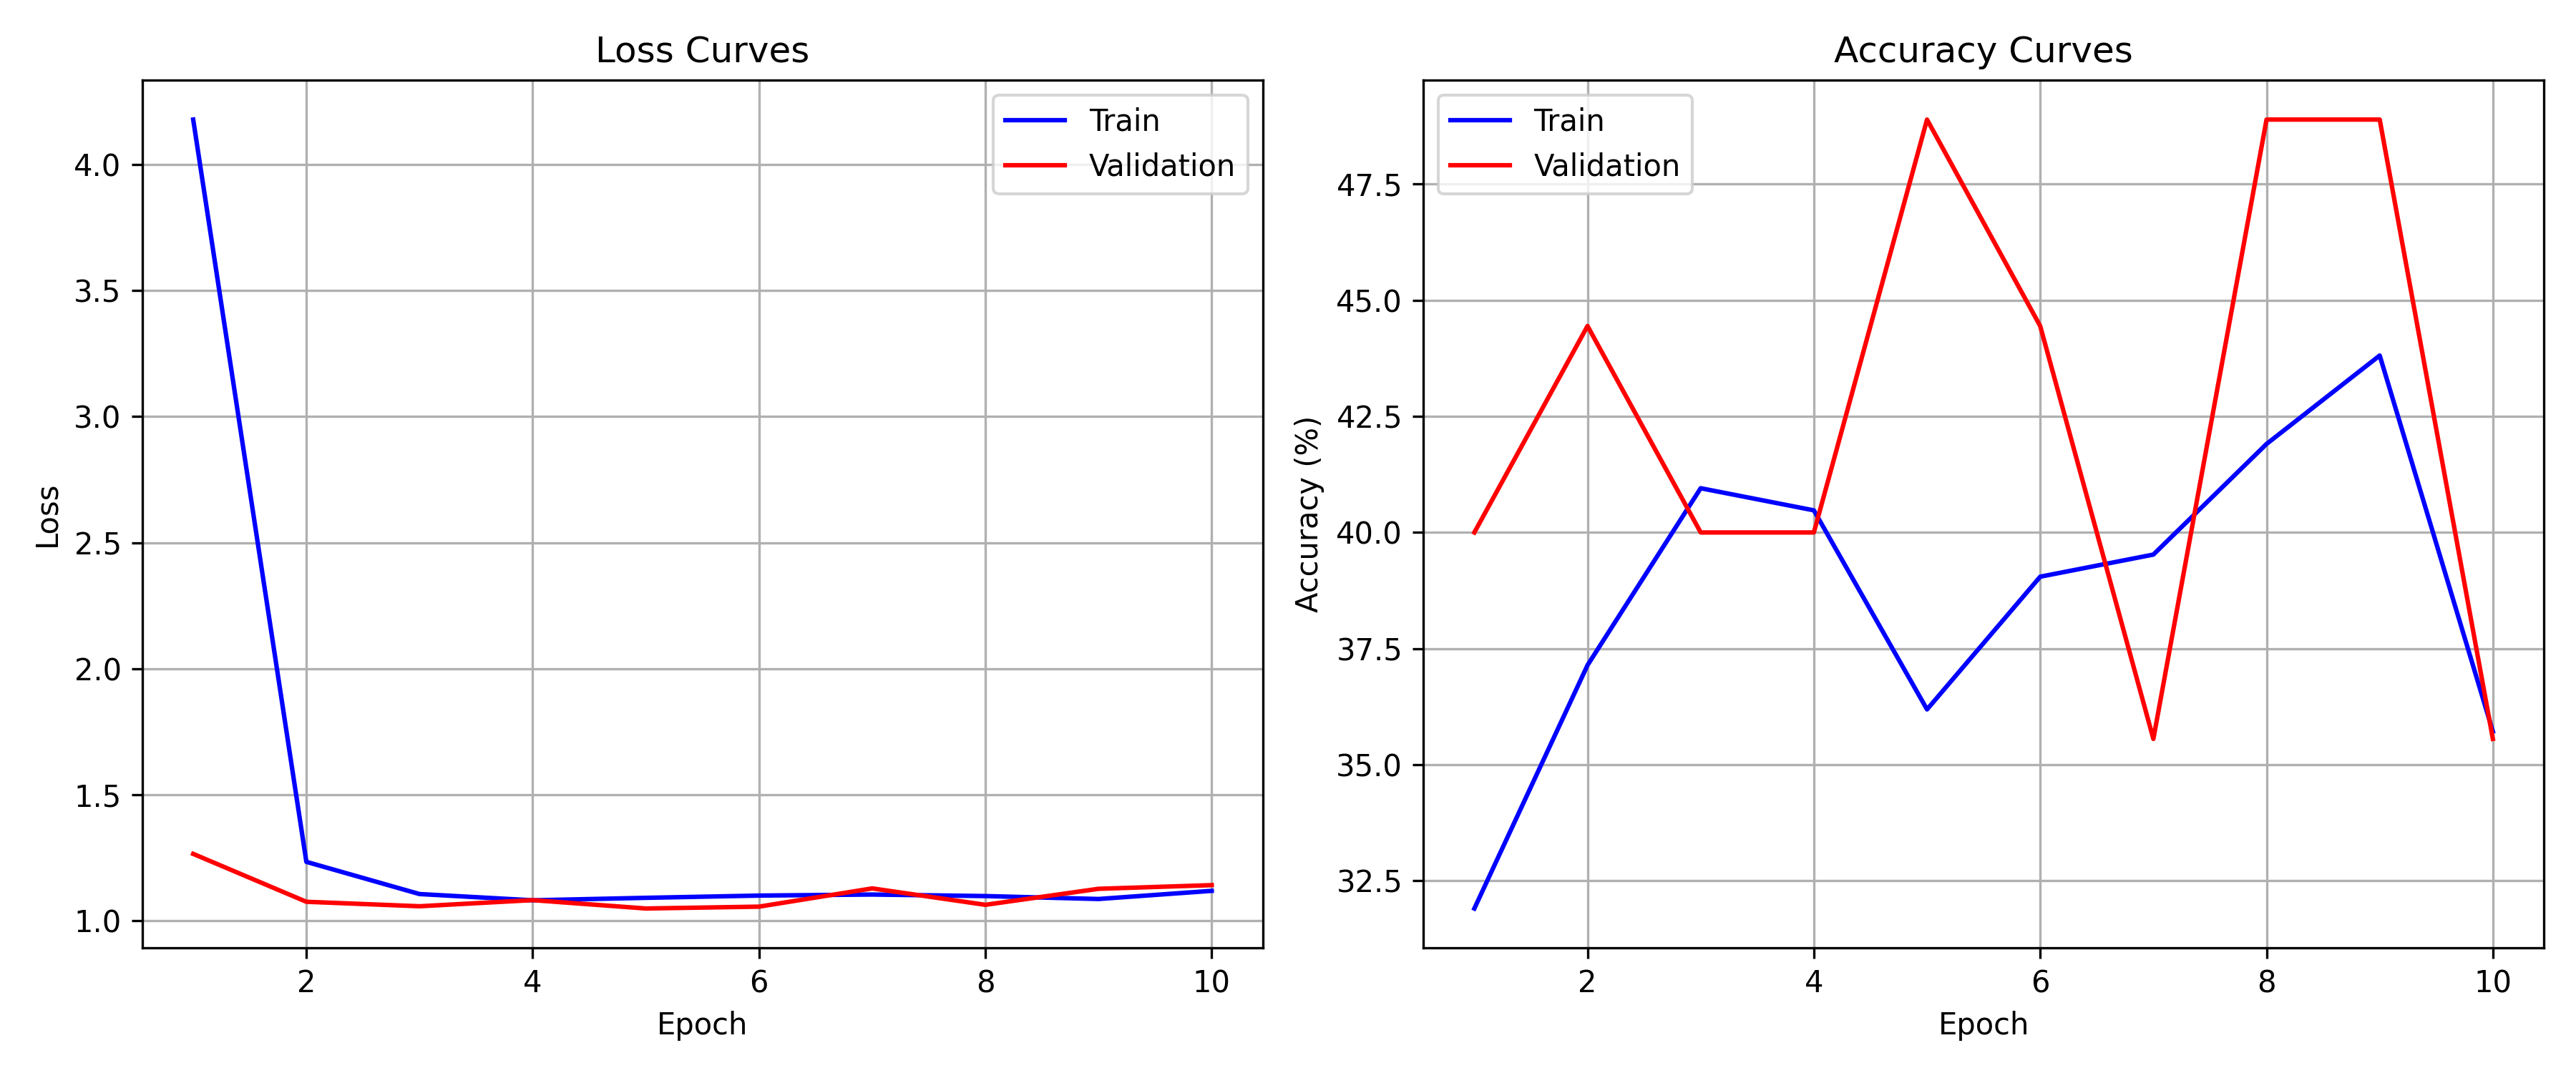 Loss Curves
Train
Validation
4.0
3.5
3.0
2.5
2.0
1.5
1.0
Loss
2 4 6 8 10
Epoch
Accuracy Curves
Train
Validation
47.5
45.0
42.5
40.0
37.5
35.0
32.5
Accuracy (%)
2 4 6 8 10
Epoch